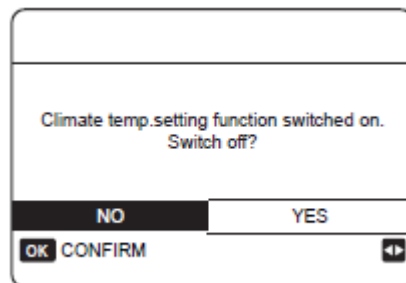 Climate temp.setting function switched on.
Switch off?
NO YES
OK CONFIRM